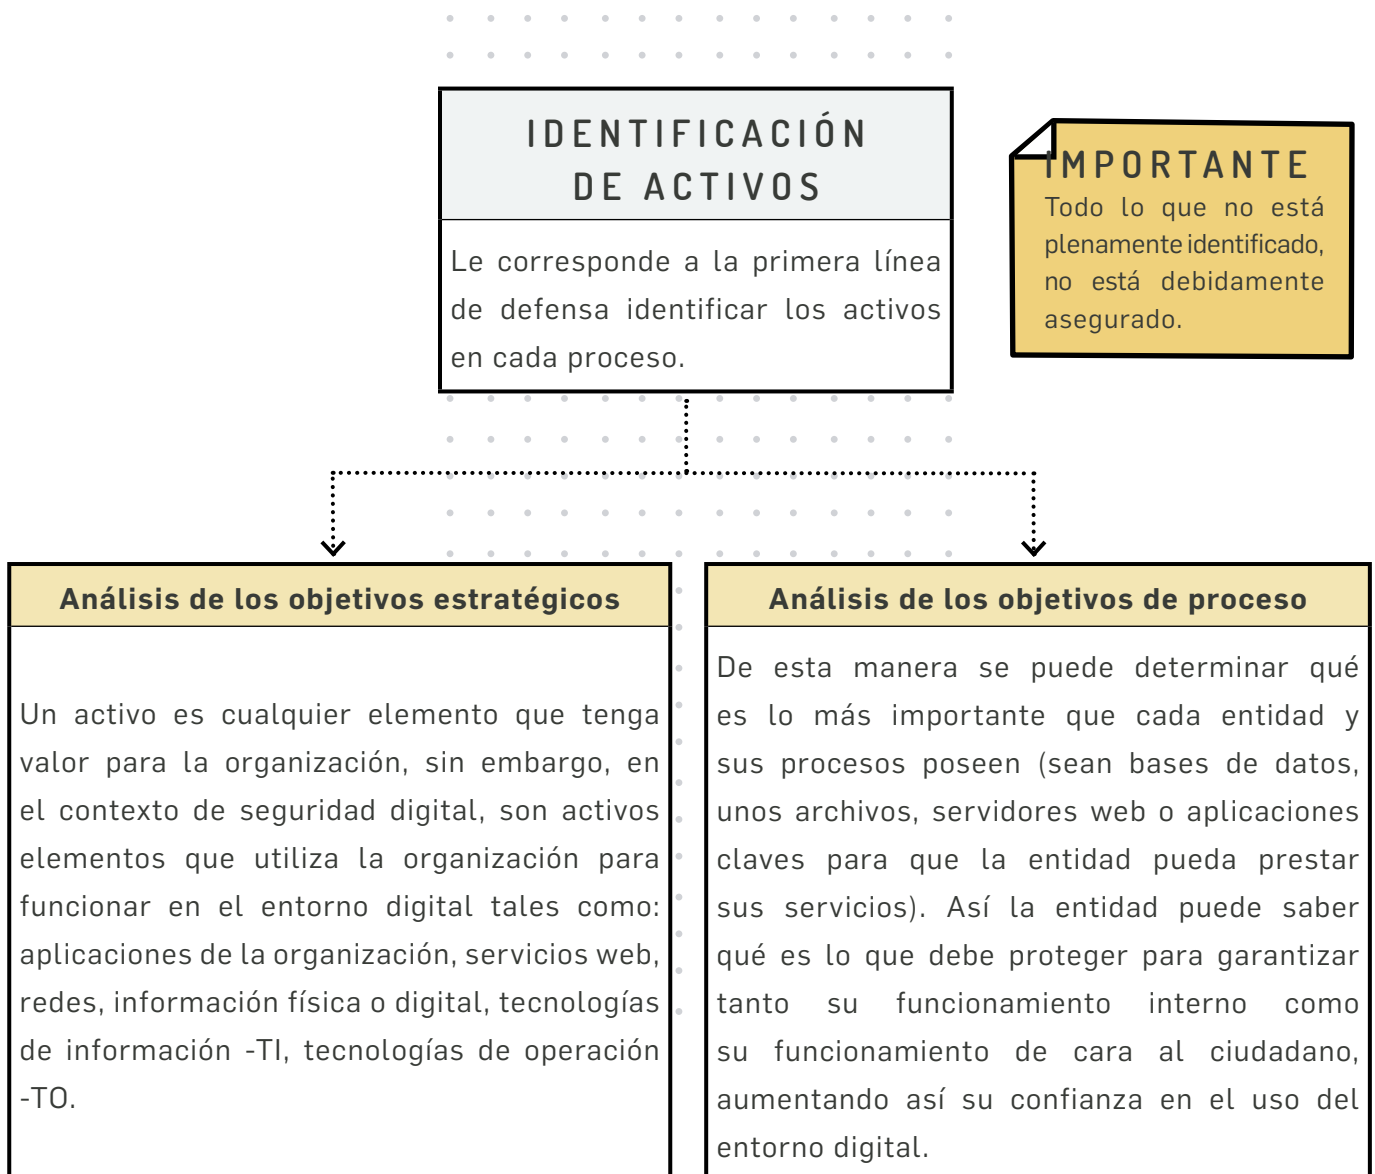 IDENTIFICACIÓN
DE ACTIVOS
Le corresponde a la primera línea
de defensa identificar los activos
en cada proceso.
IMPORTANTE
Todo lo que no está
plenamente identificado,
no está debidamente
asegurado.
Análisis de los objetivos estratégicos
Un activo es cualquier elemento que tenga
valor para la organización, sin embargo, en
el contexto de seguridad digital, son activos
elementos que utiliza la organización para
funcionar en el entorno digital tales como:
aplicaciones de la organización, servicios web,
redes, información física o digital, tecnologías
de información -TI, tecnologías de operación
-TO.
Análisis de los objetivos de proceso
De esta manera se puede determinar qué
es lo más importante que cada entidad y
sus procesos poseen (sean bases de datos,
unos archivos, servidores web o aplicaciones
claves para que la entidad pueda prestar
sus servicios). Así la entidad puede saber
qué es lo que debe proteger para garantizar
tanto su funcionamiento interno como
su funcionamiento de cara al ciudadano,
aumentando así su confianza en el uso del
entorno digital.